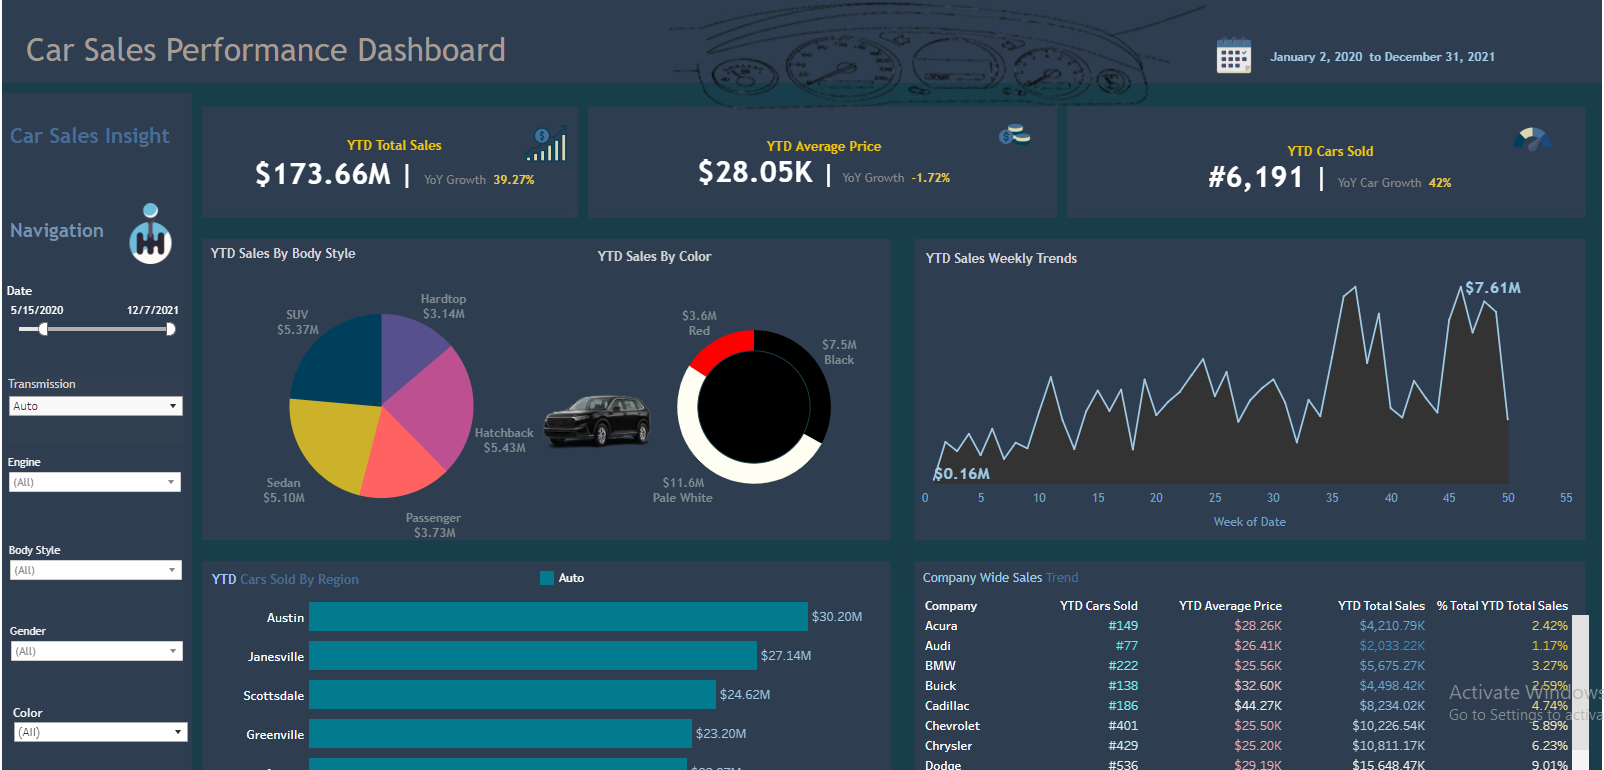 Car Sales Performance Dashboard
January 2, 2020 to December 31, 2021
Car Sales Insight
Navigation
Date
5/15/2020 12/7/2021
Transmission
Auto
Engine
(All)
Body Style
(All)
Gender
(All)
Color
(All)
YTD Total Sales
$173.66M | YoY Growth 39.27%
YTD Average Price
$28.05K | YoY Growth -1.72%
YTD Cars Sold
#6,191 | YoY Car Growth 42%
YTD Sales By Body Style
SUV
$5.37M
Hardtop
$3.14M
Hatchback
$5.43M
Sedan
$5.10M
Passenger
$3.73M
YTD Sales By Color
$3.6M
Red
$7.5M
Black
$11.6M
Pale White
YTD Sales Weekly Trends
$7.61M
$0.16M
0 5 10 15 20 25 30 35 40 45 50 55
Week of Date
YTD Cars Sold By Region
Auto
Austin $30.20M
Janesville $27.14M
Scottsdale $24.62M
Greenville $23.20M
Company Wide Sales Trend
Company YTD Cars Sold YTD Average Price YTD Total Sales % Total YTD Total Sales
Acura #149 $28.26K $4,210.79K 2.42%
Audi #77 $26.41K $2,033.22K 1.17%
BMW #222 $25.56K $5,675.27K 3.27%
Buick #138 $32.60K $4,498.42K 2.59%
Cadillac #186 $44.27K $8,234.02K 4.74%
Chevrolet #401 $25.50K $10,226.54K 5.89%
Chrysler #429 $25.20K $10,811.17K 6.23%
Dodge #536 $29.19K $15,648.47K 9.01%
Activate Windows
Go to Settings to activa